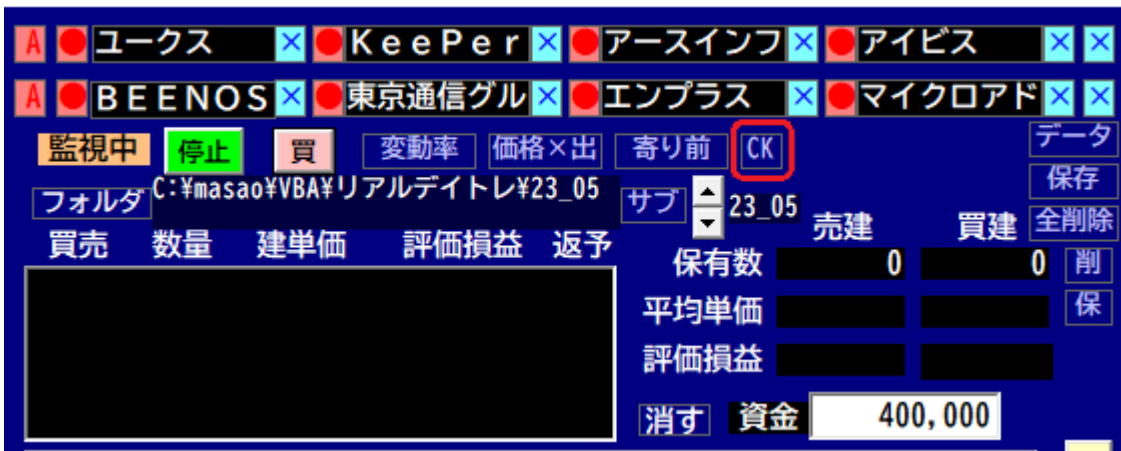 A ユークス × KeePer × アースインフ × アイビス × ×
A BEENOS × 東京通信グル × エンプラス × マイクロアド × ×
監視中 停止 買 変動率 価格×出 寄り前 CK データ
フォルダ C:¥masao¥VBA¥リアルデイトレ¥23_05 サブ 23_05 保存
買売 数量 建単価 評価損益 返予 売建 買建 全削除
保有数 0 0 削
平均単価 保
評価損益
消す 資金 400,000